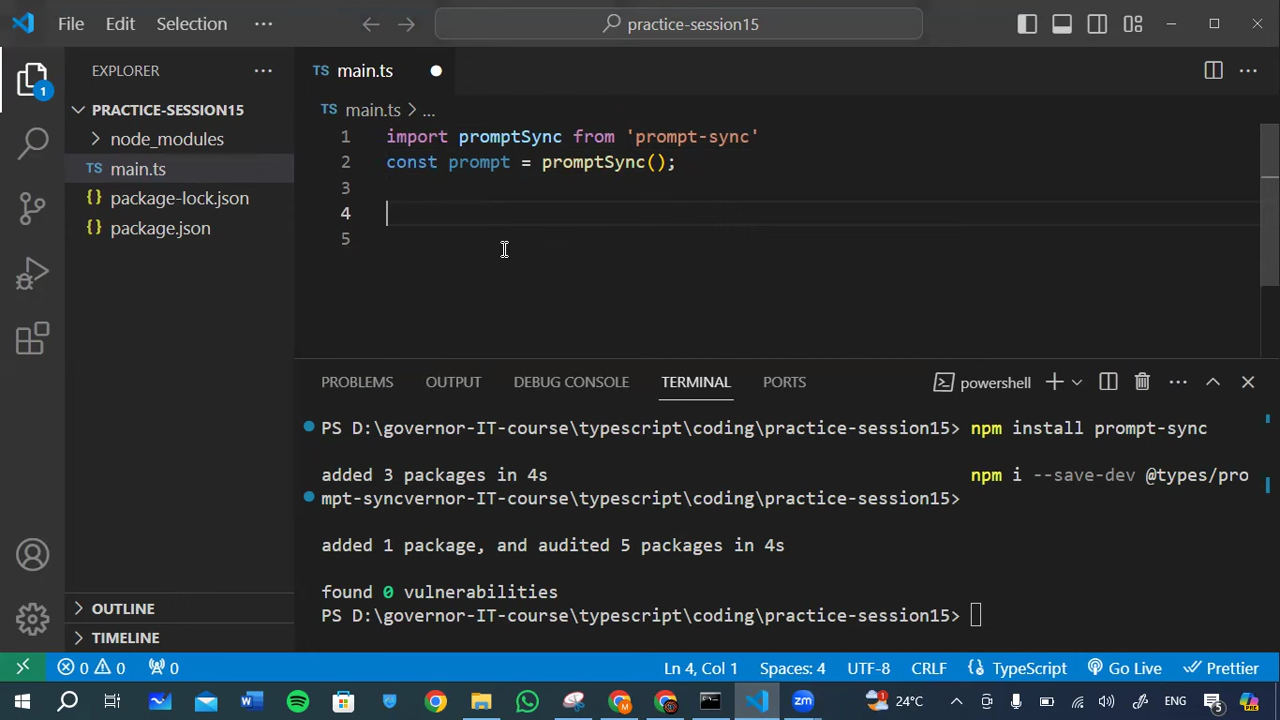 File Edit Selection ··· practice-session15
EXPLORER ···
PRACTICE-SESSION15
node_modules
TS main.ts
{} package-lock.json
{} package.json
OUTLINE
TIMELINE
1
TS main.ts
TS main.ts > ...
1 import promptSync from 'prompt-sync'
2 const prompt = promptSync();
3
4
5
PROBLEMS OUTPUT DEBUG CONSOLE TERMINAL PORTS powershell
PS D:\governor-IT-course\typescript\coding\practice-session15> npm install prompt-sync
added 3 packages in 4s npm i --save-dev @types/pro
mpt-syncvernor-IT-course\typescript\coding\practice-session15>
added 1 package, and audited 5 packages in 4s
found 0 vulnerabilities
PS D:\governor-IT-course\typescript\coding\practice-session15>
0 0 0 Ln 4, Col 1 Spaces: 4 UTF-8 CRLF {} TypeScript Go Live Prettier
24°C ENG 5